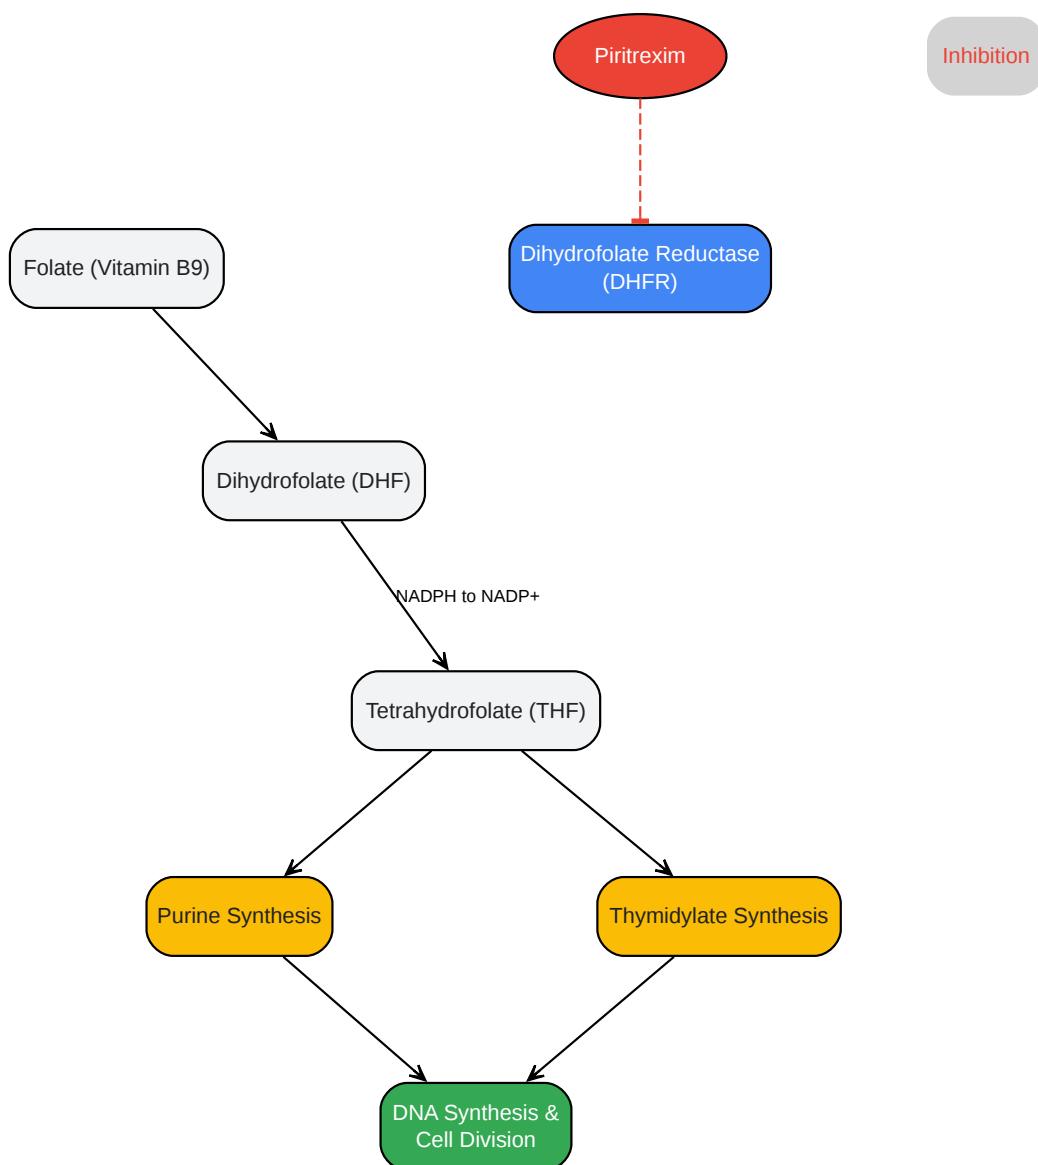 Piritrexim
Inhibition
Folate (Vitamin B9)
Dihydrofolate Reductase
(DHFR)
Dihydrofolate (DHF)
NADPH to NADP+
Tetrahydrofolate (THF)
Purine Synthesis
Thymidylate Synthesis
DNA Synthesis &
Cell Division